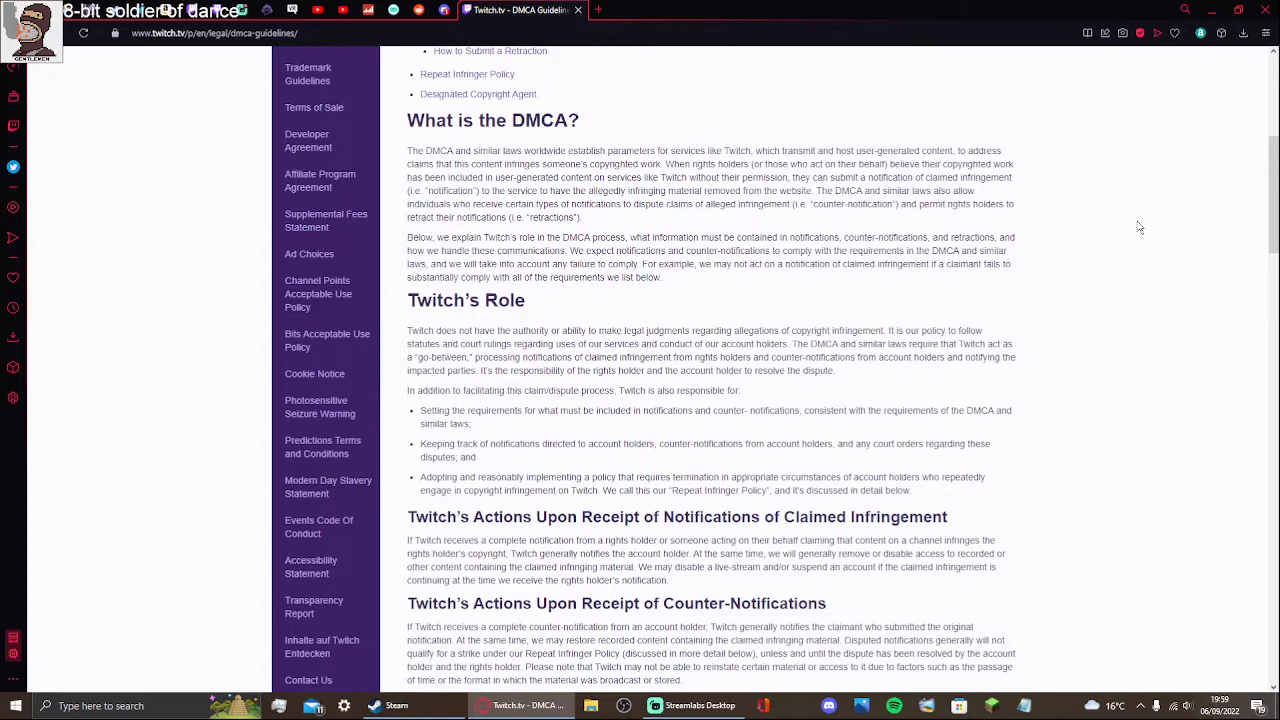 8-bit soldier of dance
GENTLEMEN
Twitch.tv - DMCA Guideline
www.twitch.tv/p/en/legal/dmca-guidelines/
Trademark
Guidelines
Terms of Sale
Developer
Agreement
Affiliate Program
Agreement
Supplemental Fees
Statement
Ad Choices
Channel Points
Acceptable Use
Policy
Bits Acceptable Use
Policy
Cookie Notice
Photosensitive
Seizure Warning
Predictions Terms
and Conditions
Modern Day Slavery
Statement
Events Code Of
Conduct
Accessibility
Statement
Transparency
Report
Inhalte auf Twitch
Entdecken
Contact Us
• How to Submit a Retraction
• Repeat Infringer Policy
• Designated Copyright Agent
What is the DMCA?
The DMCA and similar laws worldwide establish parameters for services like Twitch, which transmit and host user-generated content, to address
claims that this content infringes someone's copyrighted work. When rights holders (or those who act on their behalf) believe their copyrighted work
has been included in user-generated content on services like Twitch without their permission, they can submit a notification of claimed infringement
(i.e. “notification”) to the service to have the allegedly infringing material removed from the website. The DMCA and similar laws also allow
individuals who receive certain types of notifications to dispute claims of alleged infringement (i.e. “counter-notification”) and permit rights holders to
retract their notifications (i.e. “retractions”).
Below, we explain Twitch's role in the DMCA process, what information must be contained in notifications, counter-notifications, and retractions, and
how we handle these communications. We expect notifications and counter-notifications to comply with the requirements in the DMCA and similar
laws, and we will take into account any failure to comply. For example, we may not act on a notification of claimed infringement if a claimant fails to
substantially comply with all of the requirements we list below.
Twitch's Role
Twitch does not have the authority or ability to make legal judgments regarding allegations of copyright infringement. It is our policy to follow
statutes and court rulings regarding uses of our services and conduct of our account holders. The DMCA and similar laws require that Twitch act as
a “go-between,” processing notifications of claimed infringement from rights holders and counter-notifications from account holders and notifying the
impacted parties. It's the responsibility of the rights holder and the account holder to resolve the dispute.
In addition to facilitating this claim/dispute process, Twitch is also responsible for:
• Setting the requirements for what must be included in notifications and counter- notifications, consistent with the requirements of the DMCA and
similar laws;
• Keeping track of notifications directed to account holders, counter-notifications from account holders, and any court orders regarding these
disputes; and
• Adopting and reasonably implementing a policy that requires termination in appropriate circumstances of account holders who repeatedly
engage in copyright infringement on Twitch. We call this our “Repeat Infringer Policy”, and it's discussed in detail below.
Twitch's Actions Upon Receipt of Notifications of Claimed Infringement
If Twitch receives a complete notification from a rights holder or someone acting on their behalf claiming that content on a channel infringes the
rights holder's copyright, Twitch generally notifies the account holder. At the same time, we will generally remove or disable access to recorded or
other content containing the claimed infringing material. We may disable a live-stream and/or suspend an account if the claimed infringement is
continuing at the time we receive the rights holder's notification.
Twitch's Actions Upon Receipt of Counter-Notifications
If Twitch receives a complete counter-notification from an account holder, Twitch generally notifies the claimant who submitted the original
notification. At the same time, we may restore recorded content containing the claimed infringing material. Disputed notifications generally will not
qualify for a strike under our Repeat Infringer Policy (discussed in more detail below), unless and until the dispute has been resolved by the account
holder and the rights holder. Please note that Twitch may not be able to reinstate certain material or access to it due to factors such as the passage
of time or the format in which the material was broadcast or stored.
Type here to search
Steam
Twitch.tv - DMCA ...
Streamlabs Desktop
15°C
19:59
06/09/2022